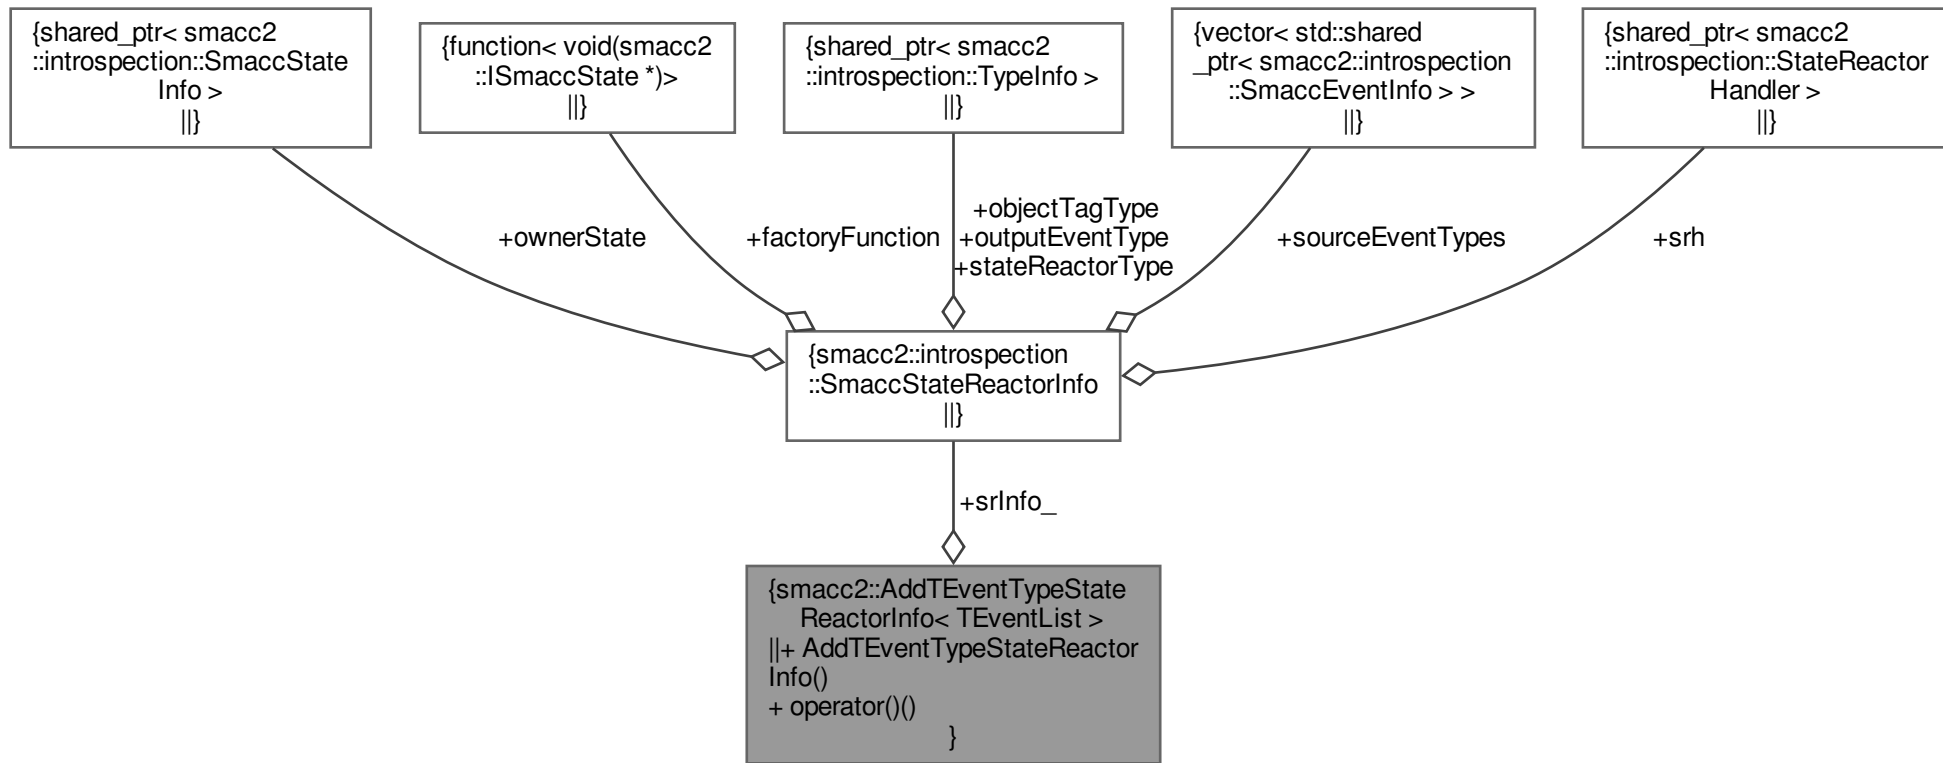 {shared_ptr< smacc2
::introspection::SmaccState
Info >
||}
{function< void(smacc2
::ISmaccState *)>
||}
{shared_ptr< smacc2
::introspection::TypeInfo >
||}
{vector< std::shared
_ptr< smacc2::introspection
::SmaccEventInfo > >
||}
{shared_ptr< smacc2
::introspection::StateReactor
Handler >
||}
+ownerState
+factoryFunction
+objectTagType
+outputEventType
+stateReactorType
+sourceEventTypes
+srh
{smacc2::introspection
::SmaccStateReactorInfo
||}
+srInfo_
{smacc2::AddTEventTypeState
ReactorInfo< TEventList >
||+ AddTEventTypeStateReactor
Info()
+ operator()()
}